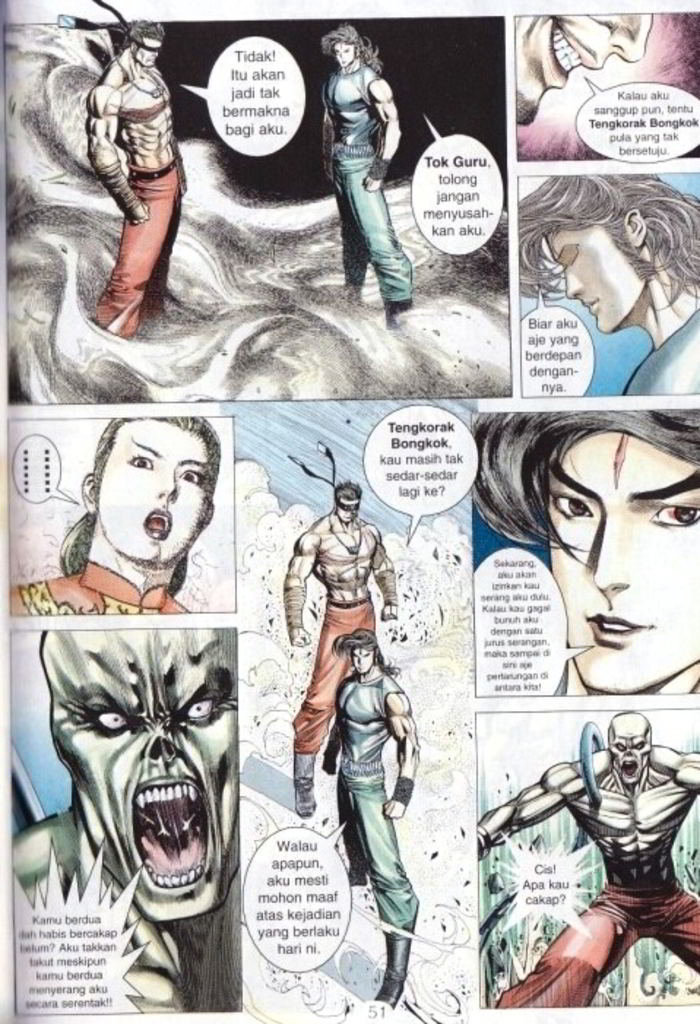 Tidak!
Itu akan
jadi tak
bermakna
bagi aku.
Tok Guru,
tolong
jangan
menyusah-
kan aku.
Kalau aku
sanggup pun, tentu
Tengkorak Bongkok
pula yang tak
bersetuju.
Biar aku
aje yang
berdepan
dengan-
nya.
Tengkorak
Bongkok,
kau masih tak
sedar-sedar
lagi ke?
Sekarang,
aku akan
izinkan kau
serang aku dulu.
Kalau kau gagal
bunuh aku
dengan satu
jurus serangan,
maka sampai di
sini aje
pertarungan di
antara kita!
Kamu berdua
dah habis bercakap
belum? Aku takkan
takut meskipun
kamu berdua
menyerang aku
secara serentak!!
Walau
apapun,
aku mesti
mohon maaf
atas kejadian
yang berlaku
hari ni.
Cis!
Apa kau
cakap?
51